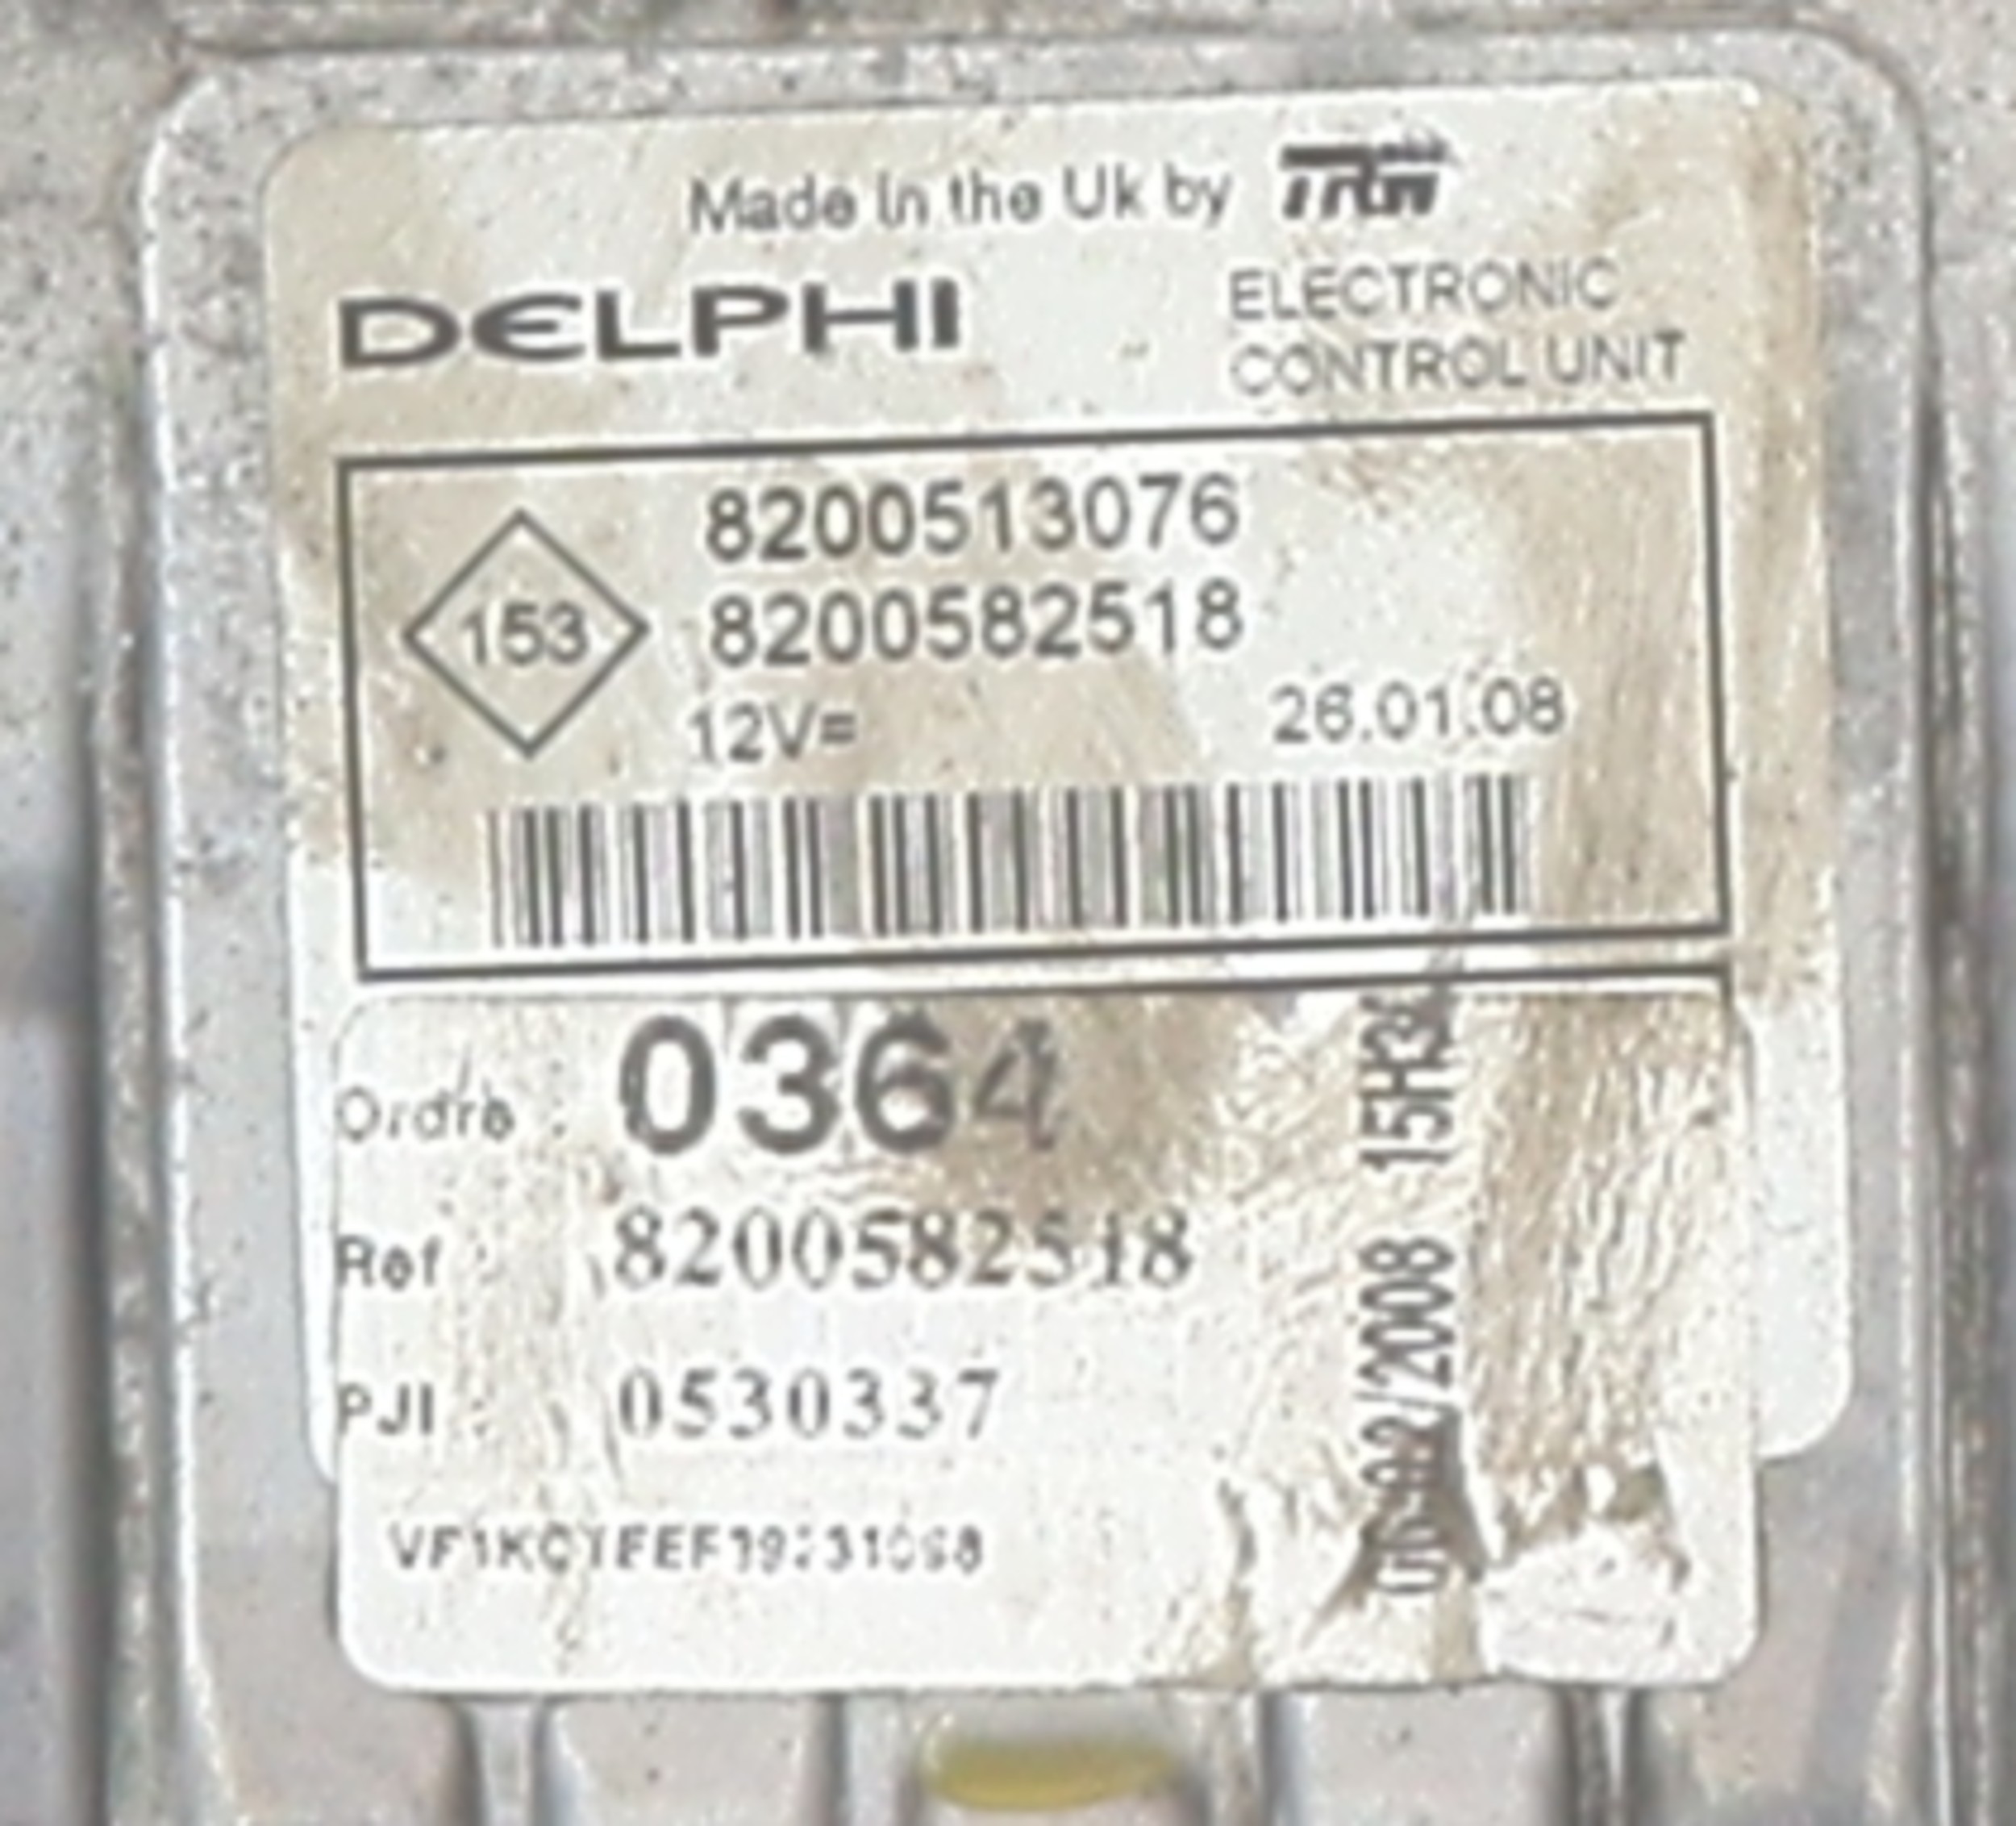 Made in the Uk by TRW
DELPHI
ELECTRONIC
CONTROL UNIT
8200513076
153
8200582518
12V=
26.01.08
Ordre : 0364
Ref : 8200582518
PJI : 0530337